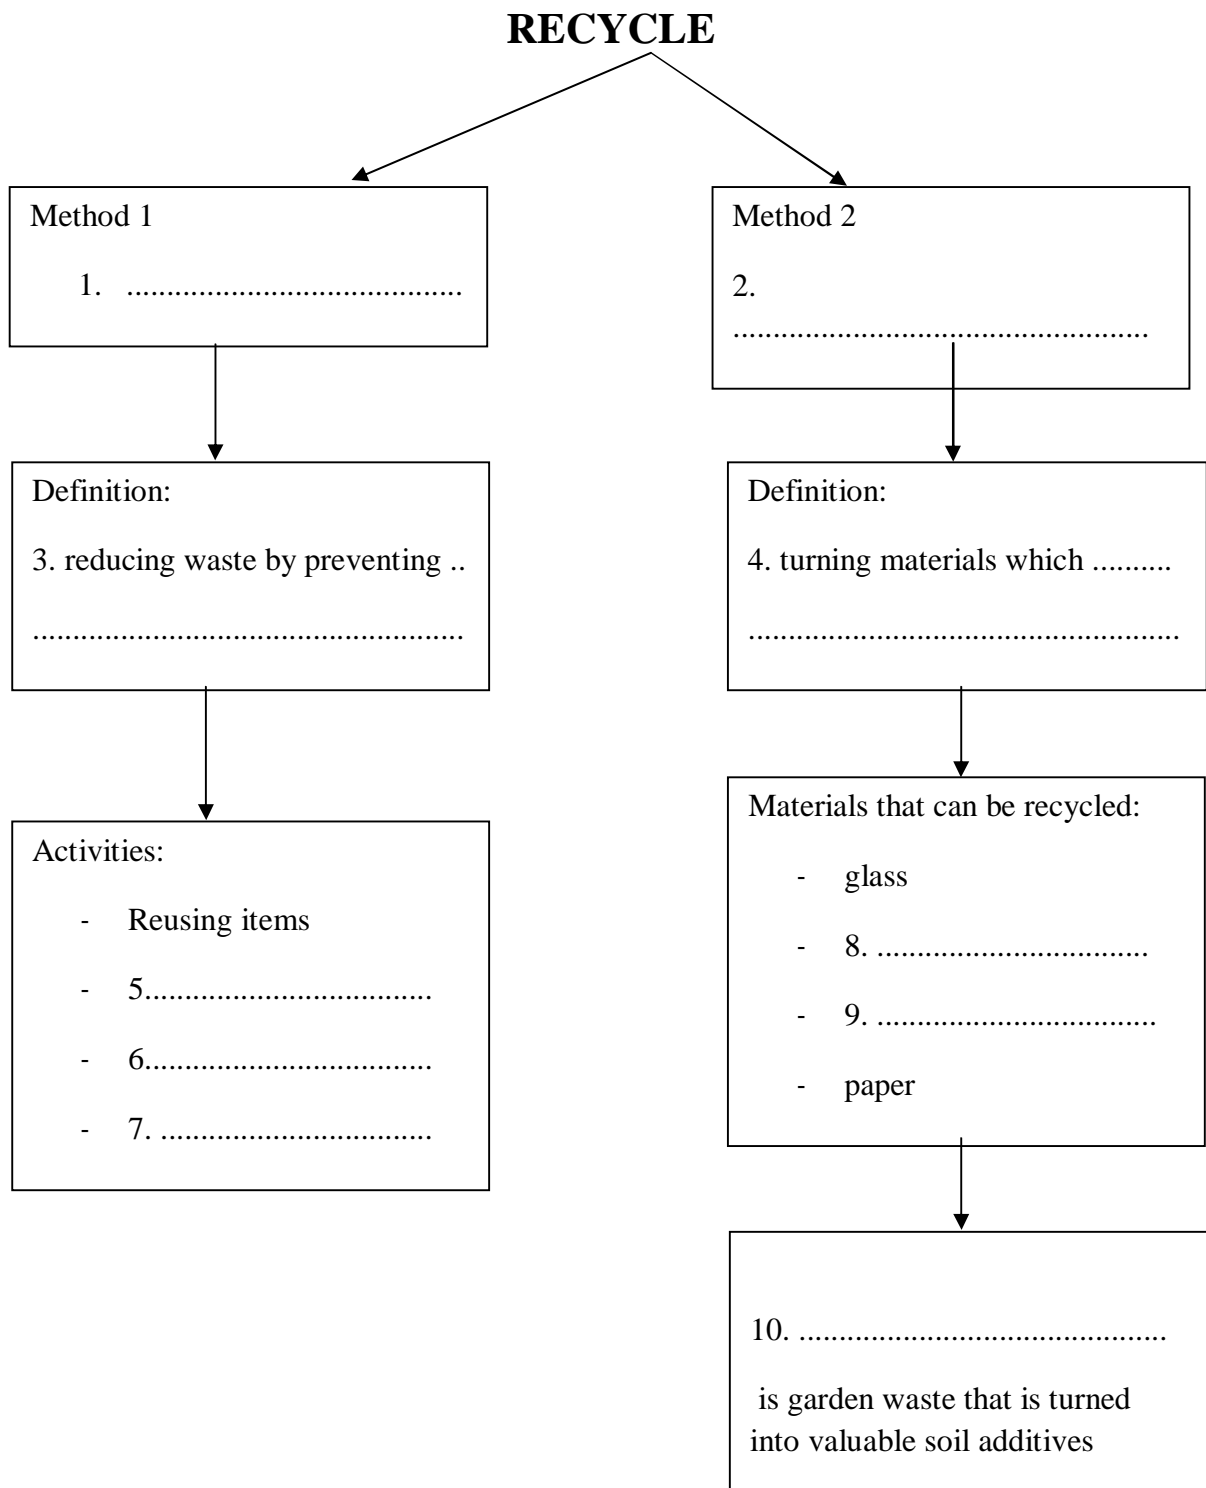 RECYCLE
Method 1
1. ..........................................
Method 2
2.
....................................................
Definition:
3. reducing waste by preventing ..
......................................................
Definition:
4. turning materials which ..........
......................................................
Activities:
- Reusing items
- 5....................................
- 6....................................
- 7. ..................................
Materials that can be recycled:
- glass
- 8. ..................................
- 9. ...................................
- paper
10. ..............................................
is garden waste that is turned
into valuable soil additives